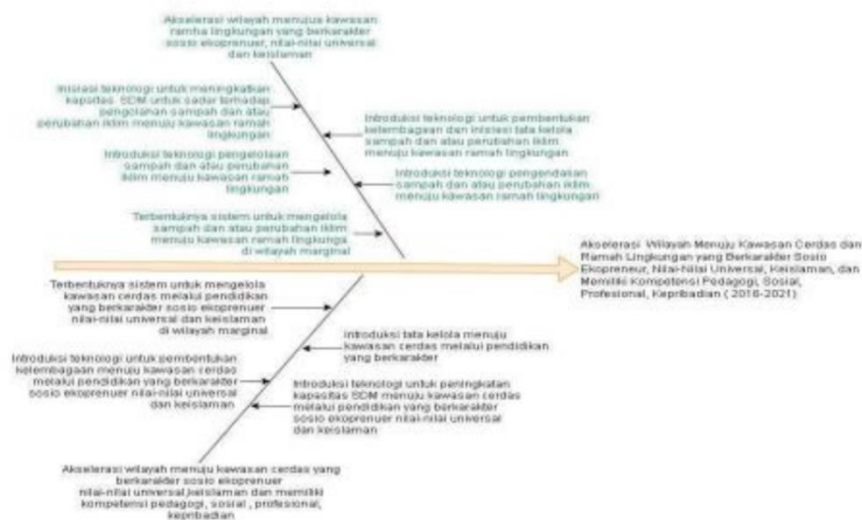 Akselerasi wilayah menujua kawasan
ramha lingkungan yang berkarakter
sosio ekoprenuer, nilai-nilai universal
dan keislaman
Inisiasi teknologi untuk meningkatkan
kapsitas SDM untuk sadar terhadap
pengolahan sampah dan atau
perubahan iklim menuju kawasan ramah
lingkungan
Introduksi teknologi untuk pembentukan
kelembagaan dan inisiasi tata kelola
sampah dan atau perubahan iklim
menuju kawasan ramah lingkungan
Introduksi teknologi pengelolaan
sampah dan atau perubahan
iklim menuju kawasan ramah
lingkungan
Introduksi teknologi pengendalian
sampah dan atau perubahan iklim
menuju kawasan ramah lingkungan
Terbentuknya sistem untuk mengelola
sampah dan atau perubahan iklim
menuju kawasan ramah lingkunga
di wilayah marginal
Akselerasi Wilayah Menuju Kawasan Cerdas dan
Ramah Lingkungan yang Berkarakter Sosio
Ekopreneur, Nilai-Nilai Universal, Keislaman, dan
Memiliki Kompetensi Pedagogi, Sosial,
Profesional, Kepribadian ( 2016-2021)
Terbentuknya sistem untuk mengelola
kawasan cerdas melalui pendidikan
yang berkarakter sosio ekoprenuer
nilai-nilai universal dan keislaman
di wilayah marginal
Introduksi tata kelola menuju
kawasan cerdas melalui pendidikan
yang berkarakter
Introduksi teknologi untuk pembentukan
kelembagaan menuju kawasan cerdas
melalui pendidikan yang berkarakter
sosio ekoprenuer nilai-nilai universal
dan keislaman
Introduksi teknologi untuk peningkatan
kapasitas SDM menuju kawasan cerdas
melalui pendidikan yang berkarakter
sosio ekoprenuer nilai-nilai universal
dan keislaman
Akselerasi wilayah menuju kawasan cerdas yang
berkarakter sosio ekoprenuer
nilai-nilai universal,keislaman dan memiliki
kompetensi pedagogi, sosial , profesional,
kepribadian